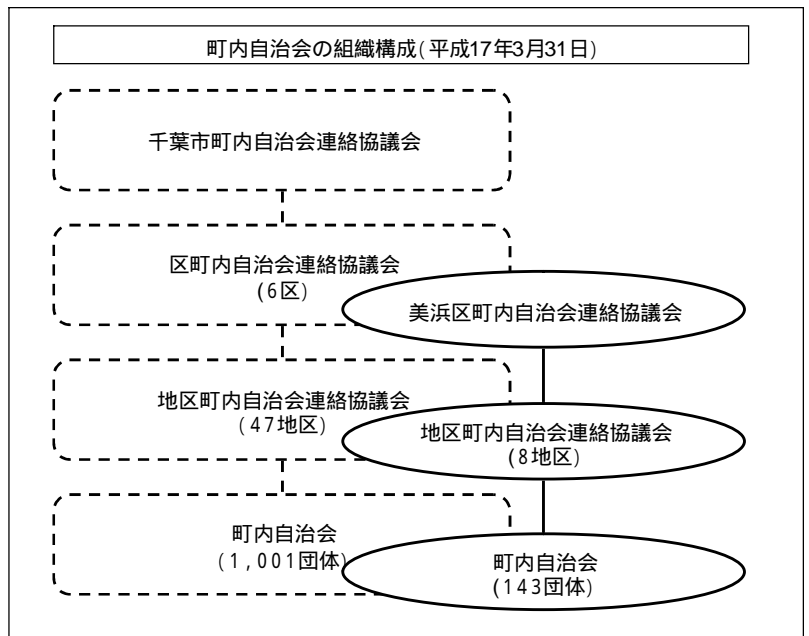 町内自治会の組織構成(平成17年3月31日)
千葉市町内自治会連絡協議会
区町内自治会連絡協議会
(6区)
美浜区町内自治会連絡協議会
地区町内自治会連絡協議会
(47地区)
地区町内自治会連絡協議会
(8地区)
町内自治会
(1,001団体)
町内自治会
(143団体)